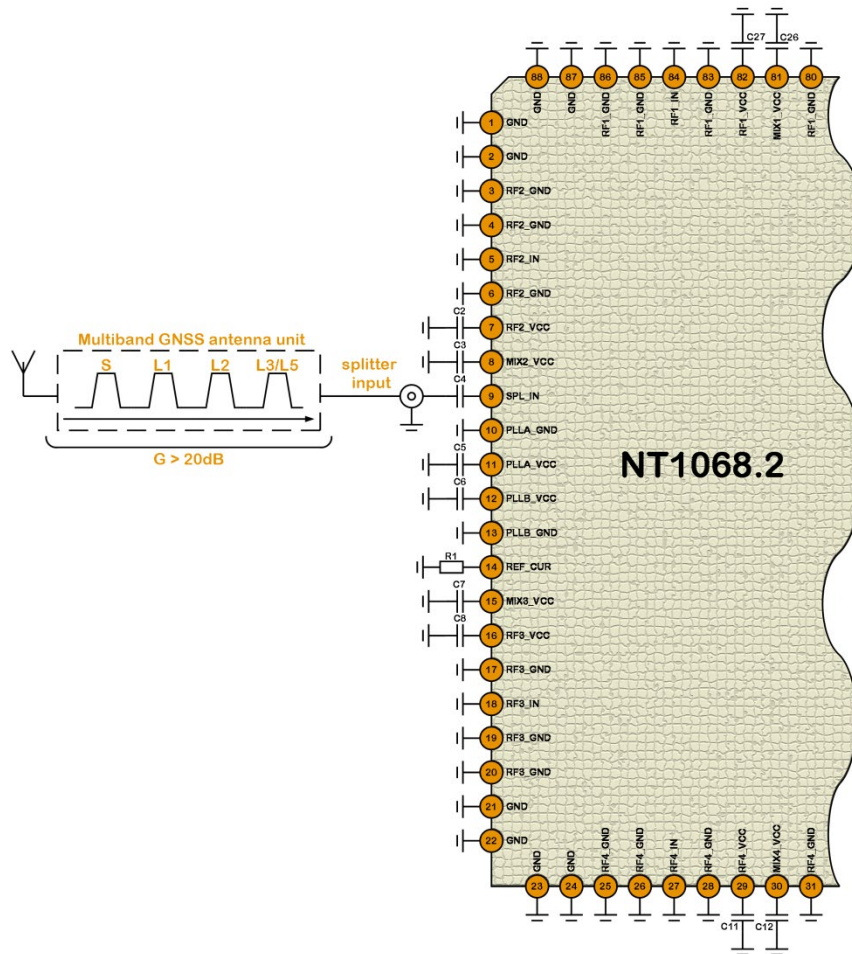 C27
C26
88
87
86
85
84
83
82
81
80
GND
GND
RF1_GND
RF1_GND
RF1_IN
RF1_GND
RF1_VCC
MIX1_VCC
RF1_GND
1 GND
2 GND
3 RF2_GND
4 RF2_GND
5 RF2_IN
6 RF2_GND
C2
7 RF2_VCC
C3
8 MIX2_VCC
Multiband GNSS antenna unit
S L1 L2 L3/L5
splitter
input
G > 20dB
C4
9 SPL_IN
10 PLLA_GND
C5
11 PLLA_VCC
C6
12 PLLB_VCC
13 PLLB_GND
R1
14 REF_CUR
C7
15 MIX3_VCC
C8
16 RF3_VCC
17 RF3_GND
18 RF3_IN
19 RF3_GND
20 RF3_GND
21 GND
22 GND
NT1068.2
GND
GND
RF4_GND
RF4_GND
RF4_IN
RF4_GND
RF4_VCC
MIX4_VCC
RF4_GND
23
24
25
26
27
28
29
30
31
C11
C12